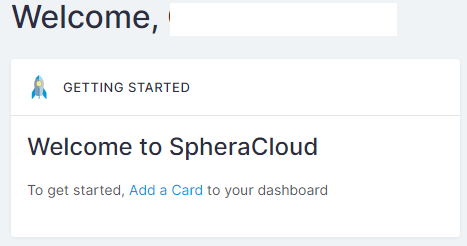 Welcome,
GETTING STARTED
Welcome to SpheraCloud
To get started, Add a Card to your dashboard